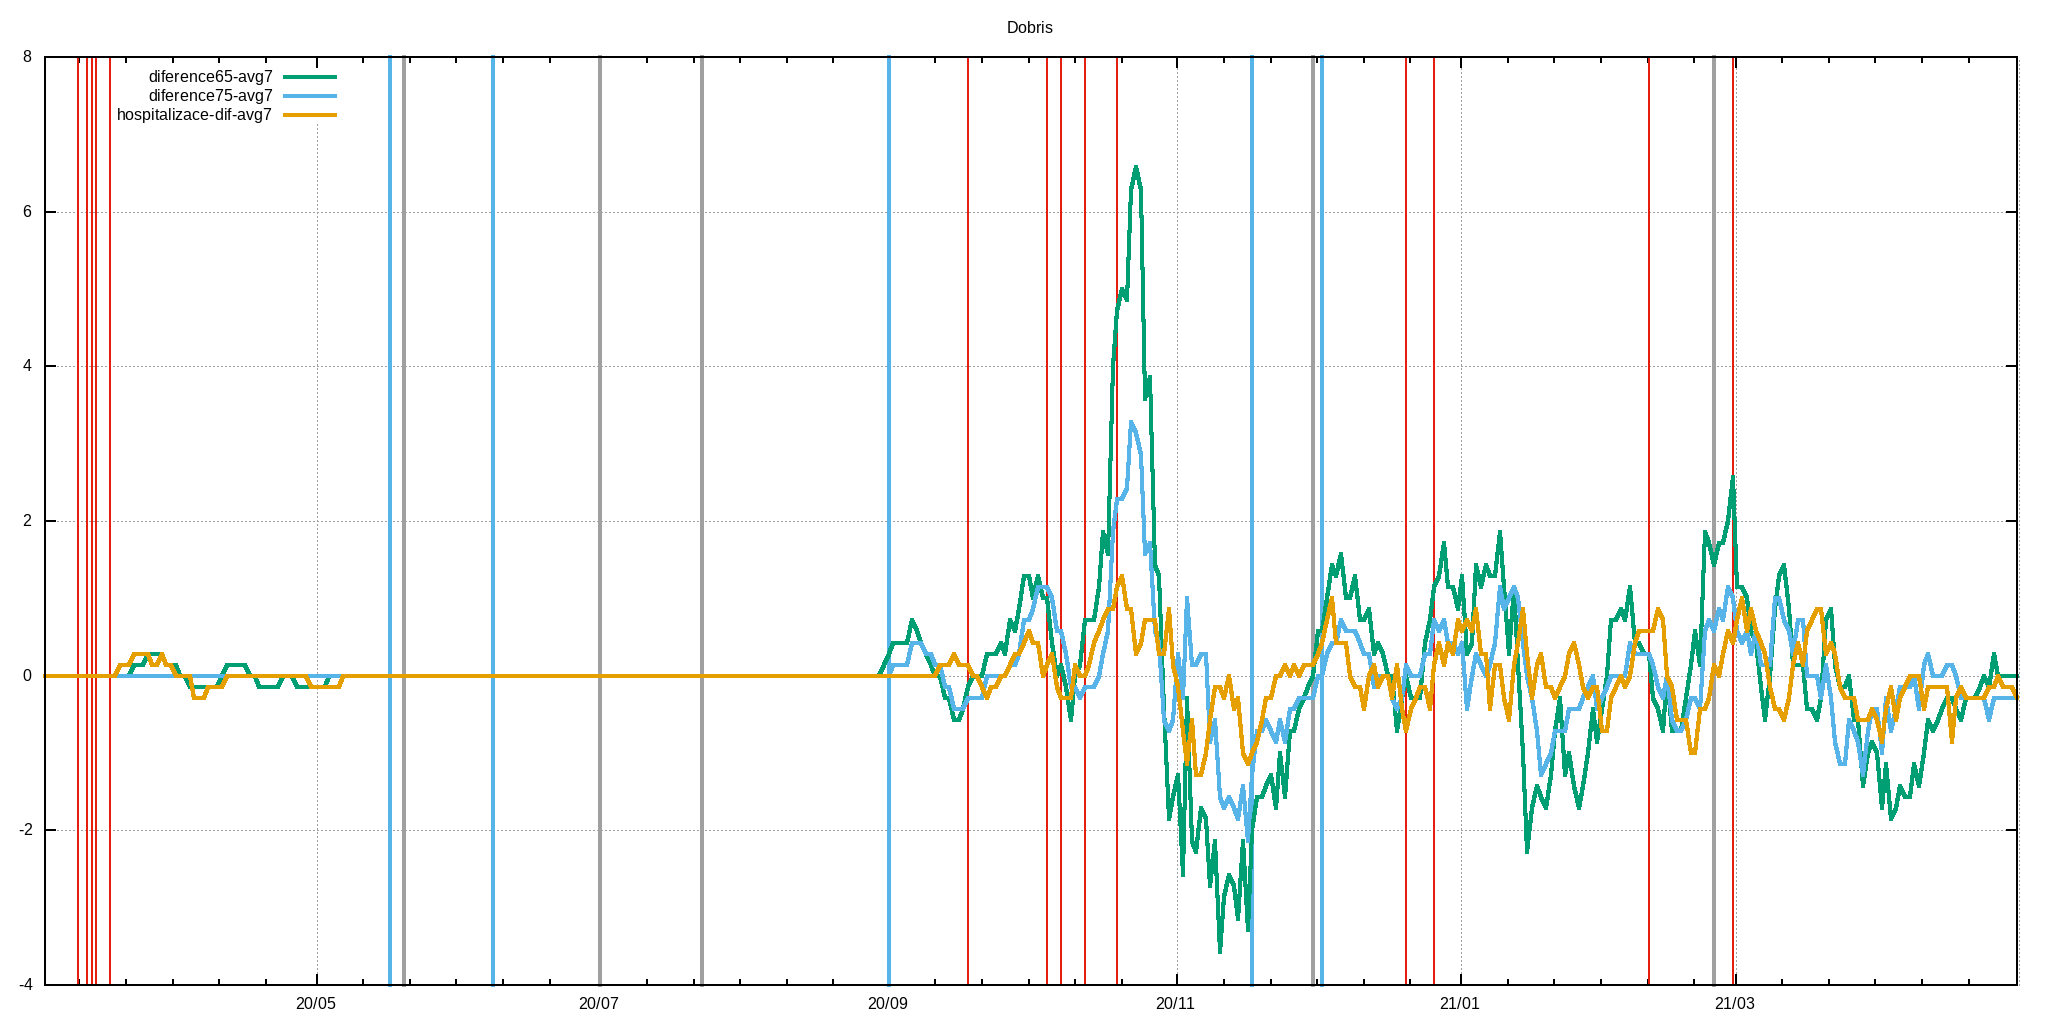 Dobris
8
diference65-avg7
diference75-avg7
hospitalizace-dif-avg7
6
4
2
0
-2
-4
20/05 20/07 20/09 20/11 21/01 21/03